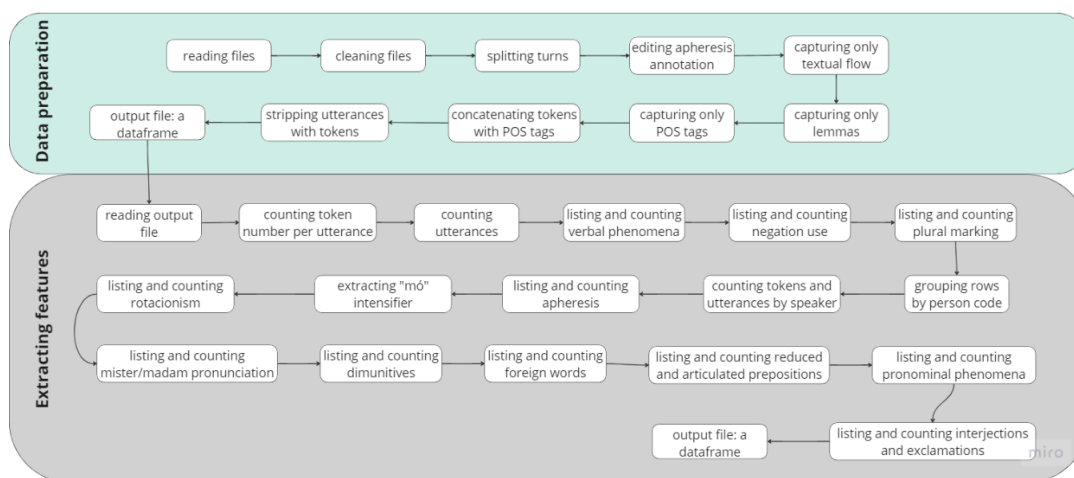 Data preparation
reading files
cleaning files
splitting turns
editing apheresis
annotation
capturing only
textual flow
capturing only
lemmas
capturing only
POS tags
concatenating tokens
with POS tags
stripping utterances
with tokens
output file: a
dataframe
Extracting features
reading output
file
counting token
number per utterance
counting
utterances
listing and counting
verbal phenomena
listing and counting
negation use
listing and counting
plural marking
grouping rows
by person code
counting tokens and
utterances by speaker
listing and counting
apheresis
extracting "mó"
intensifier
listing and counting
rotacionism
listing and counting
mister/madam pronunciation
listing and counting
dimunitives
listing and counting
foreign words
listing and counting reduced
and articulated prepositions
listing and counting
pronominal phenomena
listing and counting interjections
and exclamations
output file: a
dataframe
miro